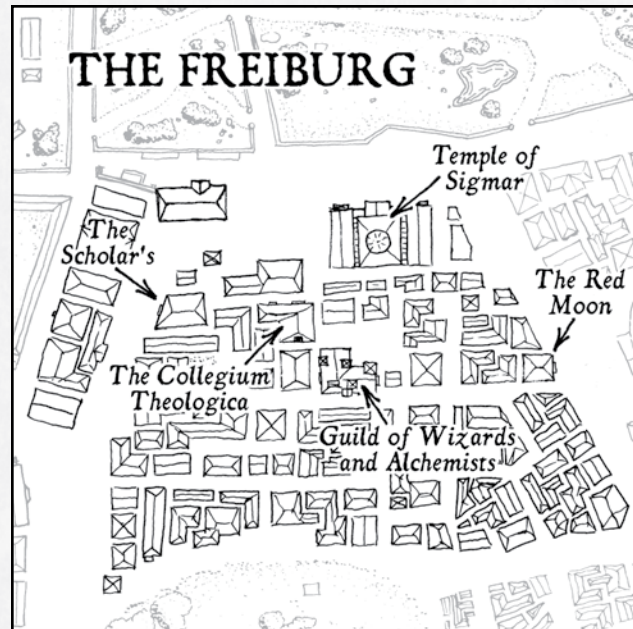 THE FREIBURG
Temple of
Sigmar
The
Scholar's
The Red
Moon
The Collegium
Theologica
Guild of Wizards
and Alchemists